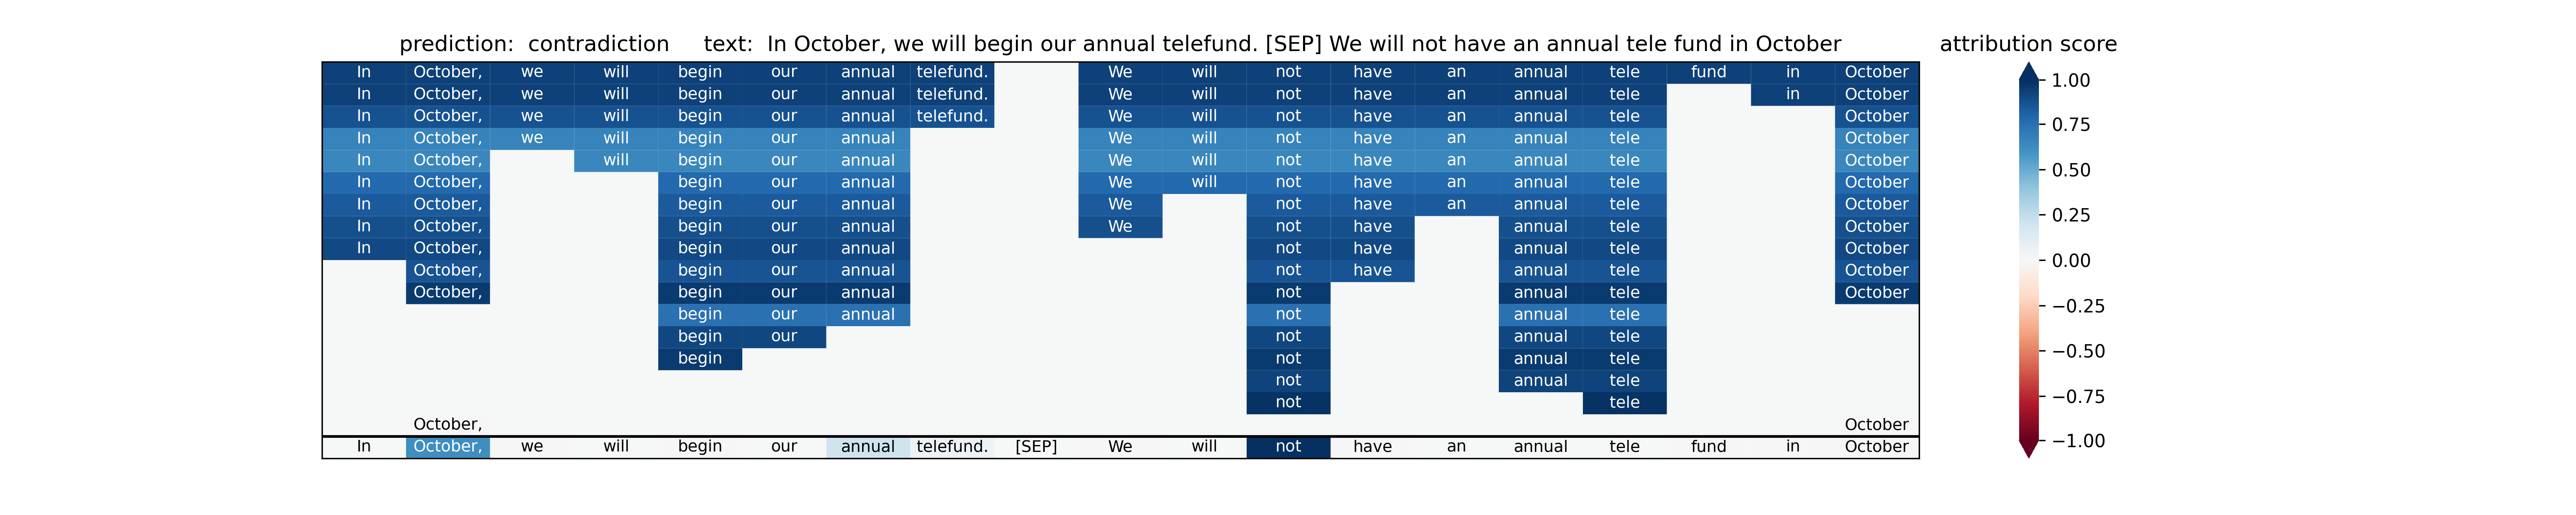 prediction: contradiction text: In October, we will begin our annual telefund. [SEP] We will not have an annual tele fund in October attribution score
In October, we will begin our annual telefund. We will not have an annual tele fund in October 1.00
In October, we will begin our annual telefund. We will not have an annual tele in October
In October, we will begin our annual telefund. We will not have an annual tele October 0.75
In October, we will begin our annual We will not have an annual tele October
In October, will begin our annual We will not have an annual tele October 0.50
In October, begin our annual We will not have an annual tele October
In October, begin our annual We not have an annual tele October 0.25
In October, begin our annual We not have annual tele October
In October, begin our annual not have annual tele October 0.00
October, begin our annual not have annual tele October
October, begin our annual not annual tele October −0.25
begin our annual not annual tele
begin our not annual tele −0.50
begin not annual tele
not annual tele −0.75
not tele
October, October
In October, we will begin our annual telefund. [SEP] We will not have an annual tele fund in October −1.00